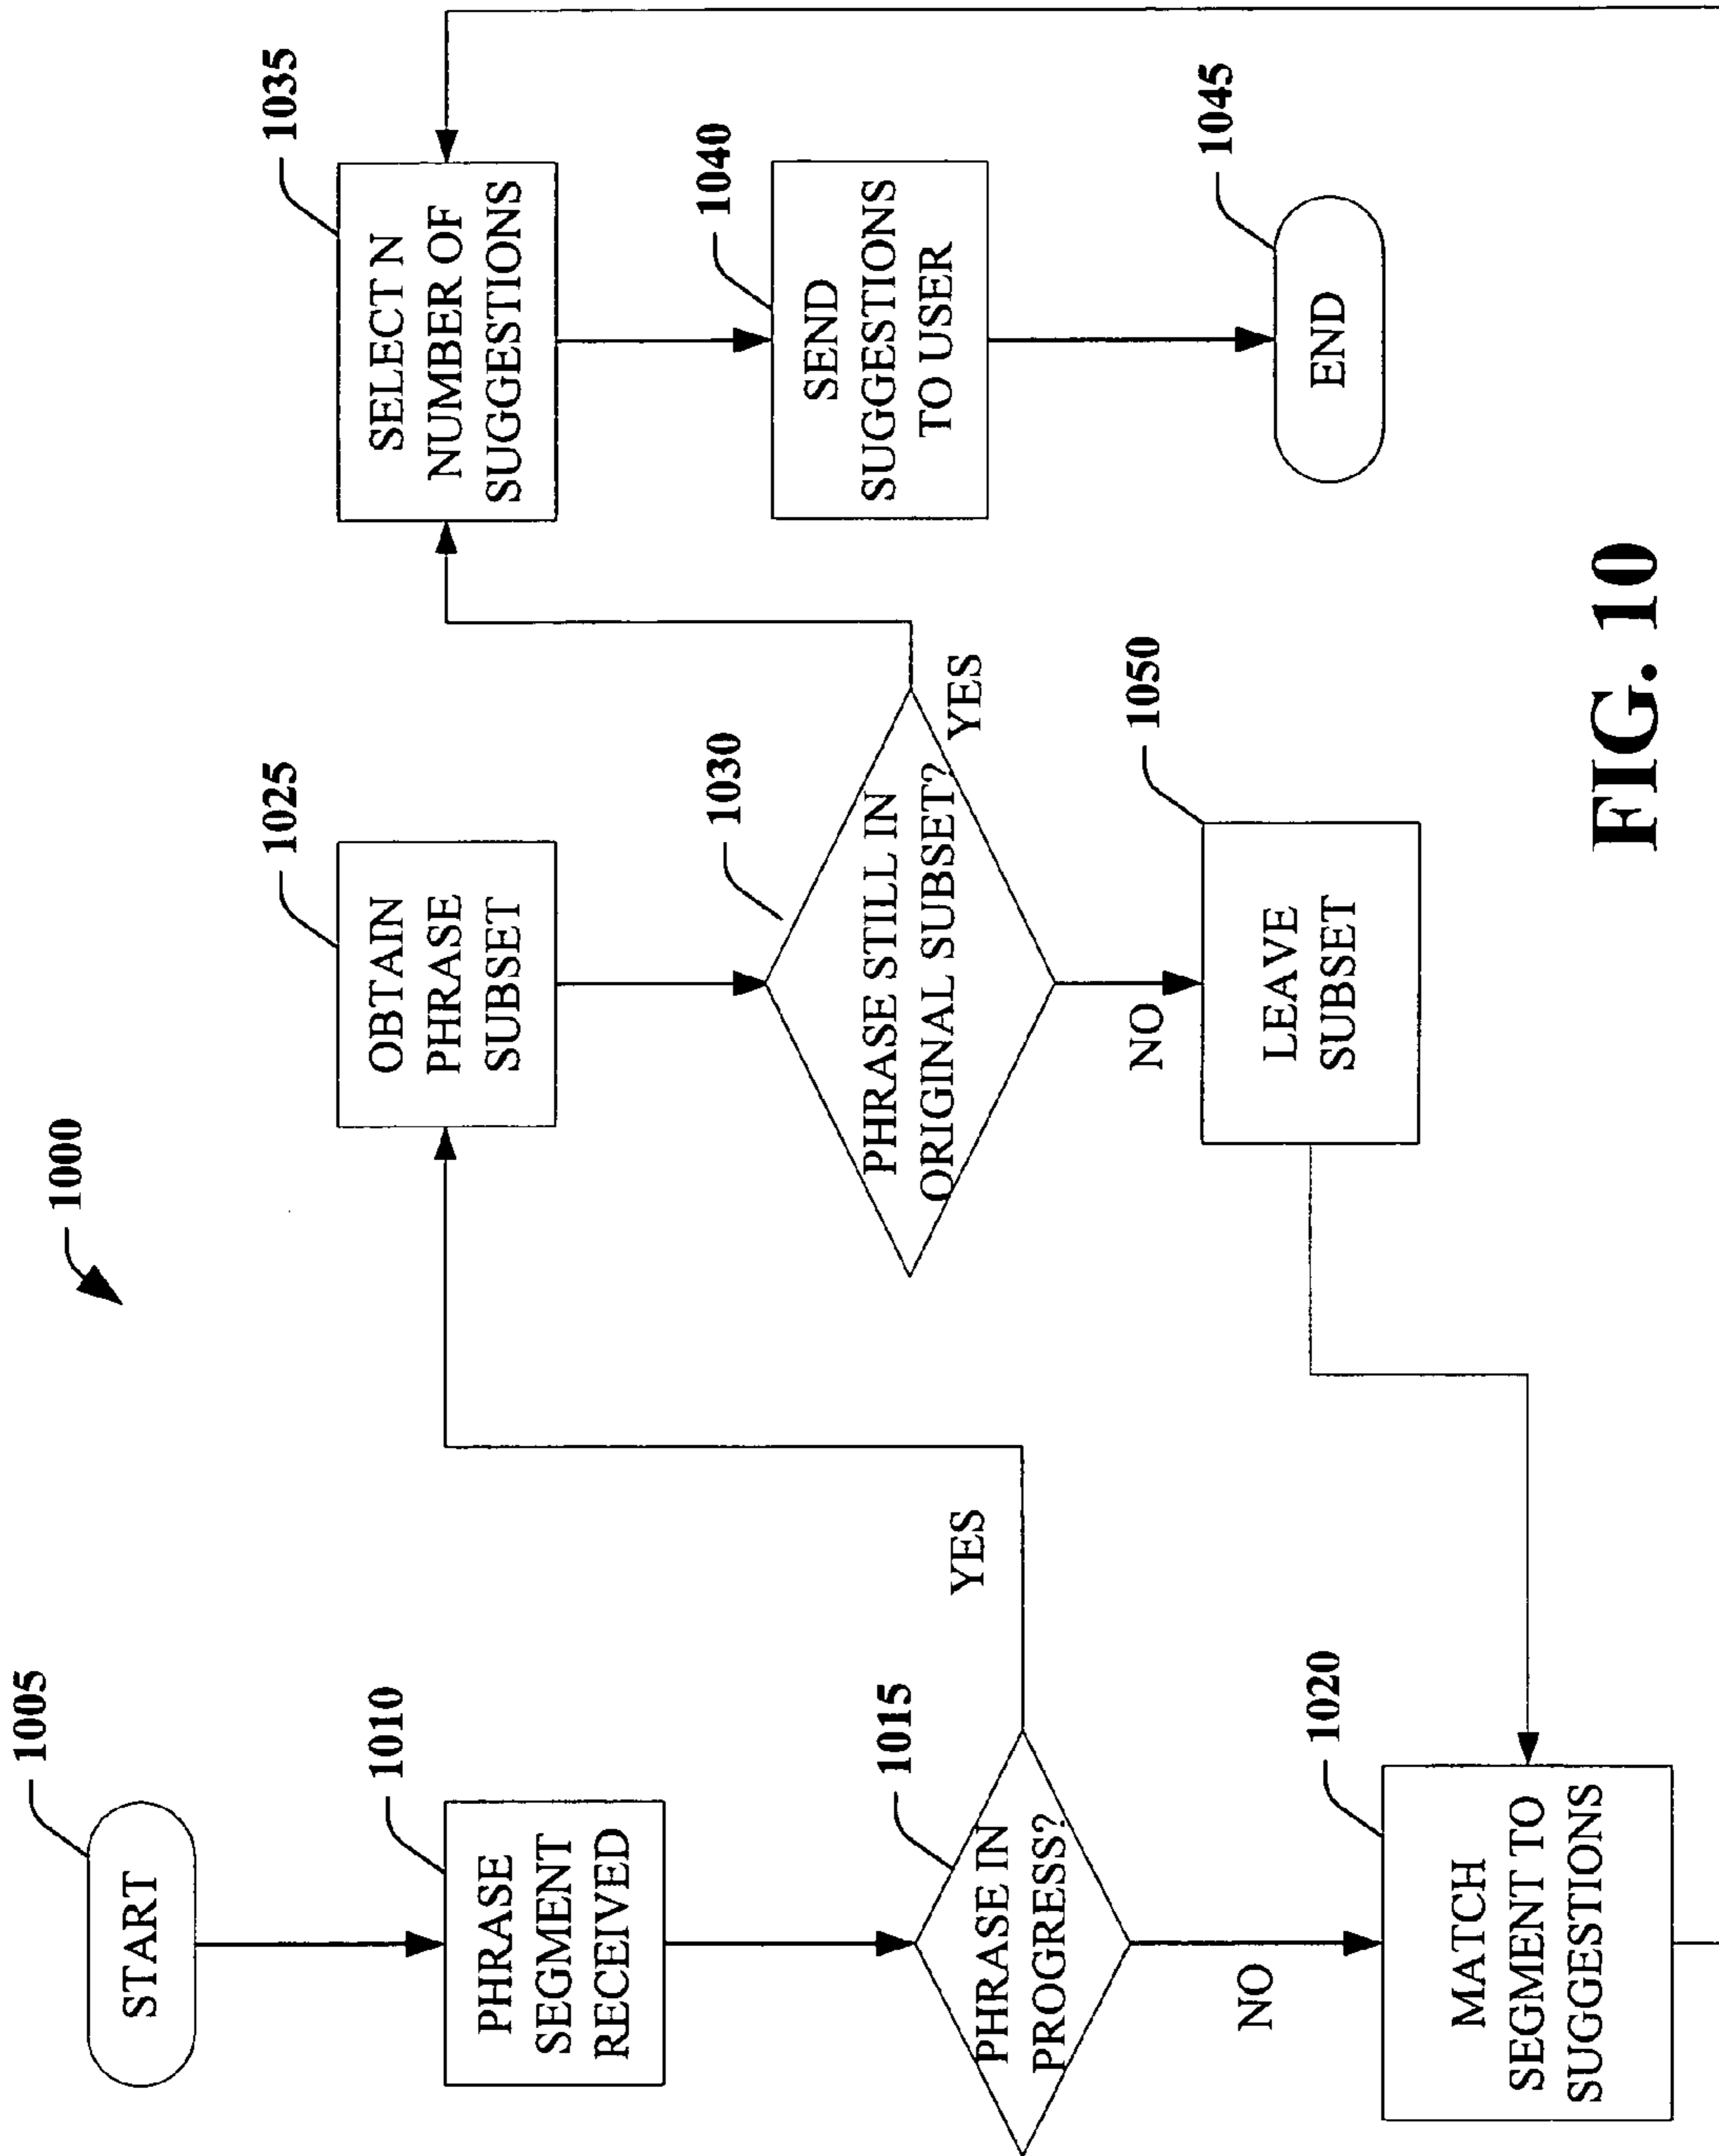 1000
1005
START
1010
PHRASE
SEGMENT
RECEIVED
1015
PHRASE IN
PROGRESS?
YES
NO
1020
MATCH
SEGMENT TO
SUGGESTIONS
1025
OBTAIN
PHRASE
SUBSET
1030
PHRASE STILL IN
ORIGINAL SUBSET?
YES
NO
1050
LEAVE
SUBSET
1035
SELECT N
NUMBER OF
SUGGESTIONS
1040
SEND
SUGGESTIONS
TO USER
1045
END
FIG. 10